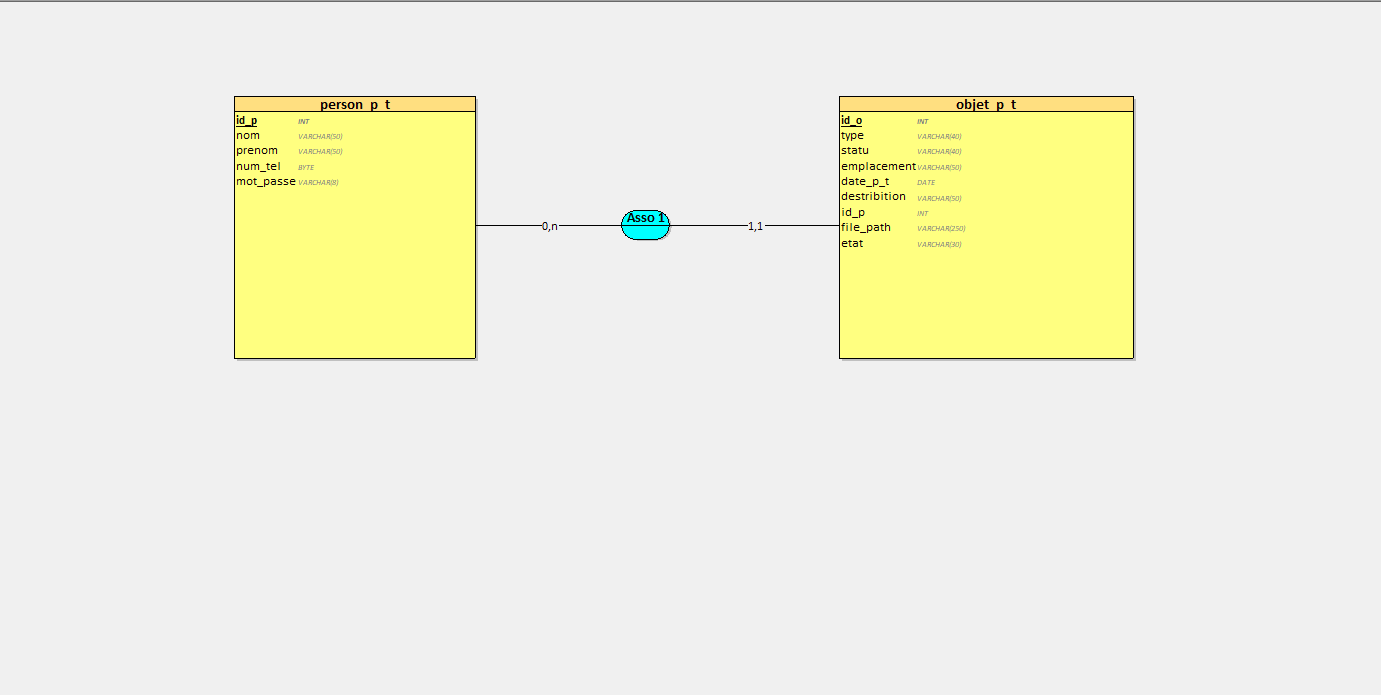 person_p_t
id_p INT
nom VARCHAR(50)
prenom VARCHAR(50)
num_tel BYTE
mot_passe VARCHAR(8)
0,n
Asso 1
1,1
objet_p_t
id_o INT
type VARCHAR(40)
statu VARCHAR(40)
emplacement VARCHAR(50)
date_p_t DATE
destribition VARCHAR(50)
id_p INT
file_path VARCHAR(250)
etat VARCHAR(30)